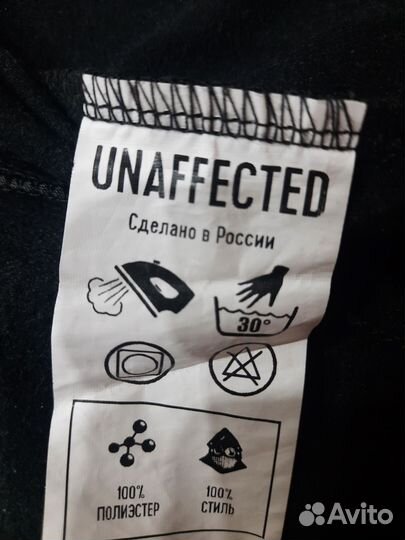 UNAFFECTED
Сделано в России
30°
100% 100%
ПОЛИЭСТЕР СТИЛЬ
Avito